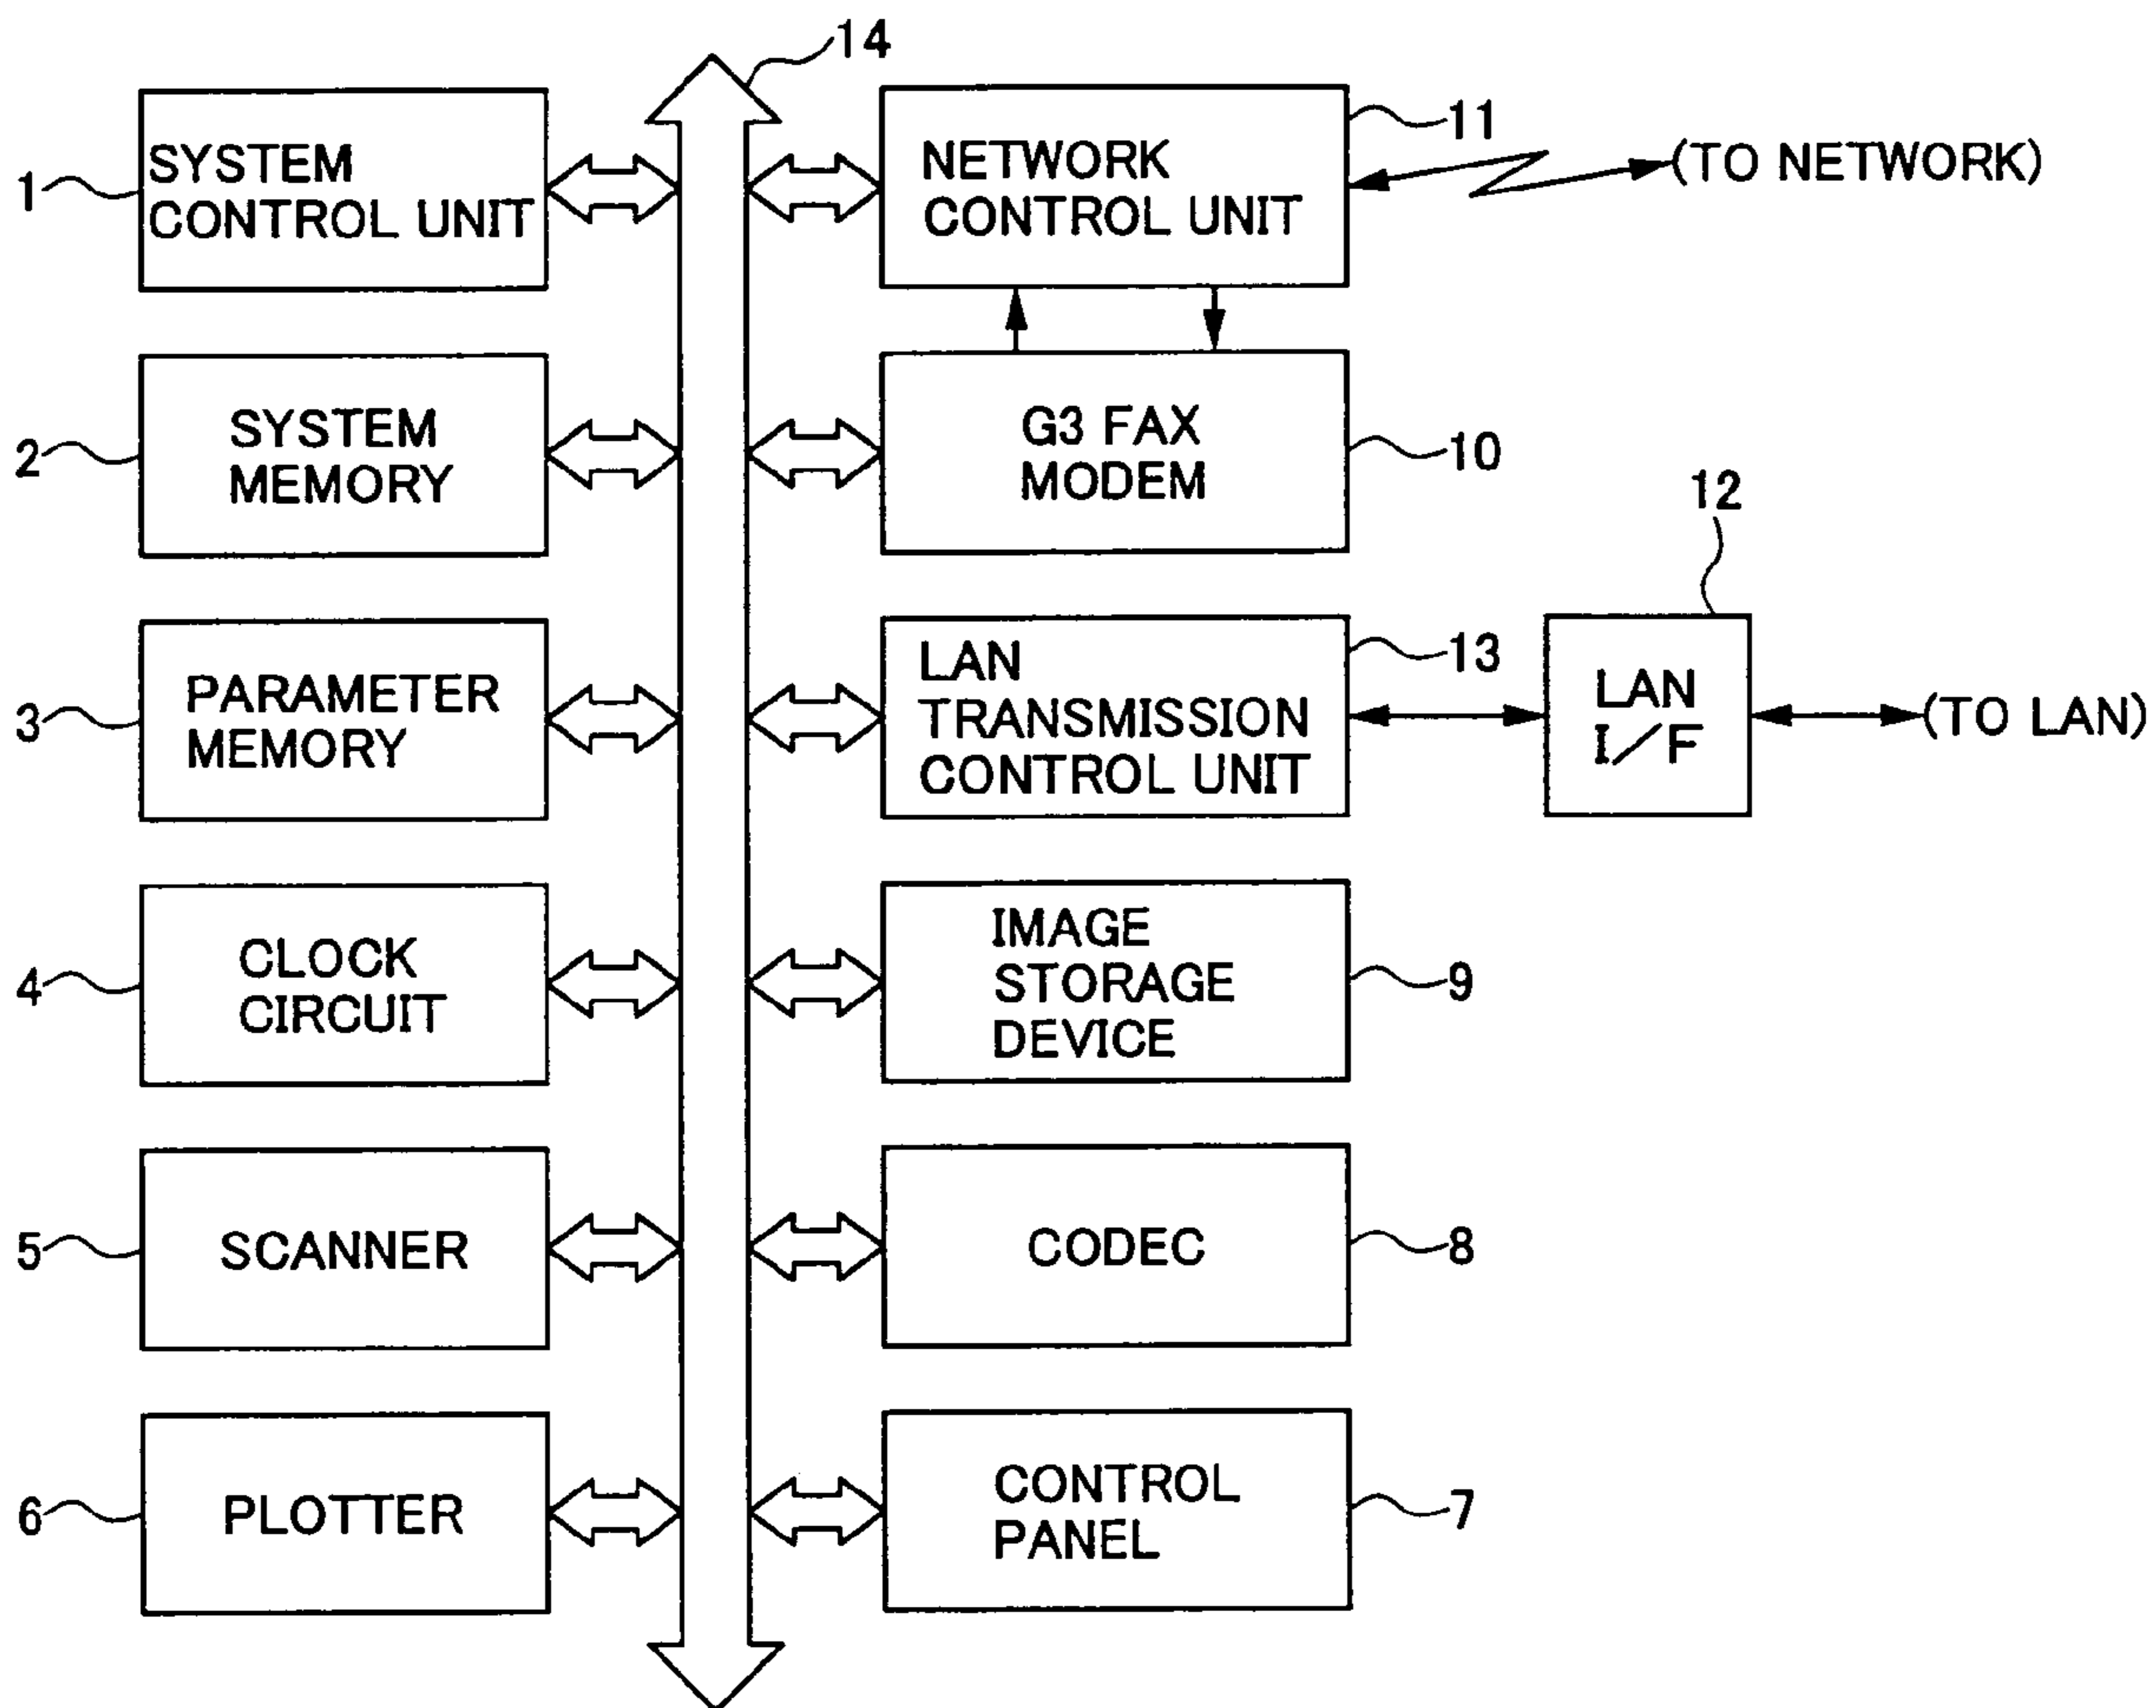 14
1
SYSTEM
CONTROL UNIT
NETWORK
CONTROL UNIT
11
(TO NETWORK)
2
SYSTEM
MEMORY
G3 FAX
MODEM
10
12
3
PARAMETER
MEMORY
LAN
TRANSMISSION
CONTROL UNIT
13
LAN
I/F
(TO LAN)
4
CLOCK
CIRCUIT
IMAGE
STORAGE
DEVICE
9
5
SCANNER
CODEC
8
6
PLOTTER
CONTROL
PANEL
7